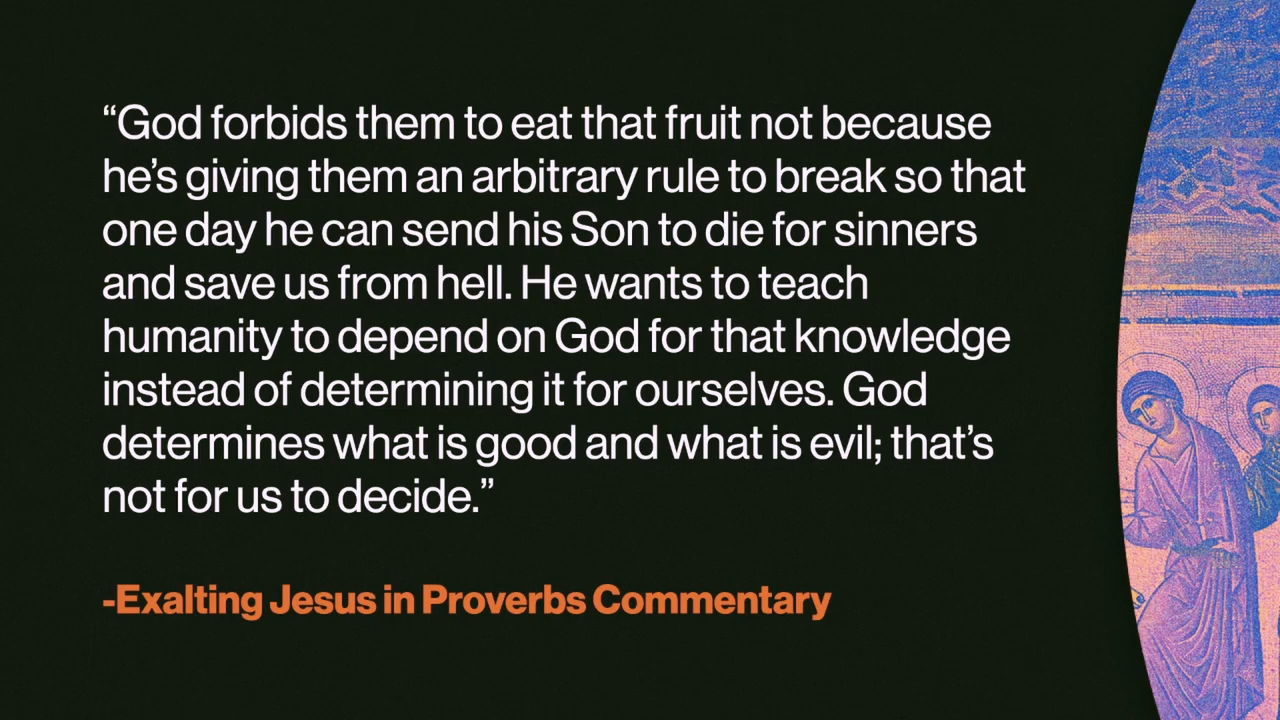 “God forbids them to eat that fruit not because
he’s giving them an arbitrary rule to break so that
one day he can send his Son to die for sinners
and save us from hell. He wants to teach
humanity to depend on God for that knowledge
instead of determining it for ourselves. God
determines what is good and what is evil; that’s
not for us to decide.”
-Exalting Jesus in Proverbs Commentary